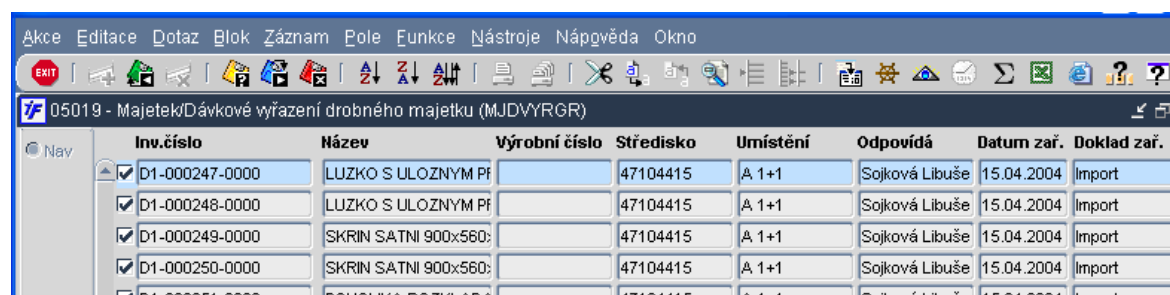 Akce Editace Dotaz Blok Záznam Pole Funkce Nástroje Nápověda Okno
EXIT
05019 - Majetek/Dávkové vyřazení drobného majetku (MJDVYRGR)
Nav Inv.číslo Název Výrobní číslo Středisko Umístění Odpovídá Datum zař. Doklad zař.
D1-000247-0000 LUZKO S ULOZNYM 47104415 A 1+1 Sojková Libuše 15.04.2004 Import
D1-000248-0000 LUZKO S ULOZNYM 47104415 A 1+1 Sojková Libuše 15.04.2004 Import
D1-000249-0000 SKRIN SATNI 900x560 47104415 A 1+1 Sojková Libuše 15.04.2004 Import
D1-000250-0000 SKRIN SATNI 900x560 47104415 A 1+1 Sojková Libuše 15.04.2004 Import